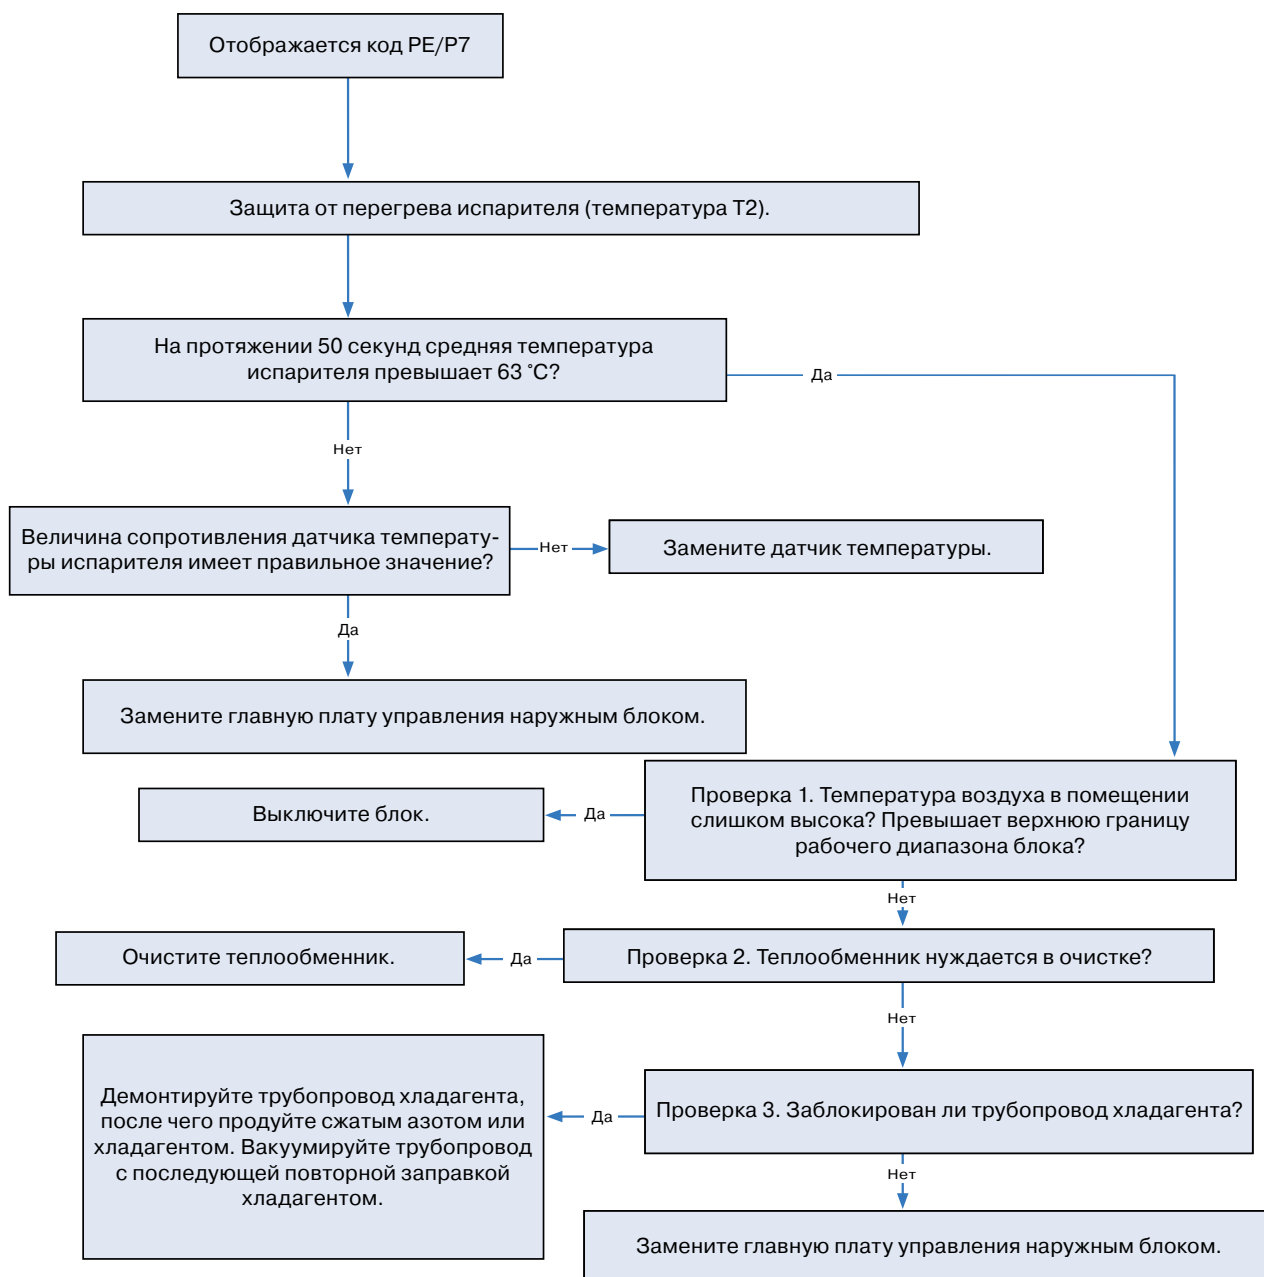 Отображается код PE/P7
Защита от перегрева испарителя (температура T2).
На протяжении 50 секунд средняя температура
испарителя превышает 63 °C?
Да
Нет
Величина сопротивления датчика температу-
ры испарителя имеет правильное значение?
Нет
Замените датчик температуры.
Да
Замените главную плату управления наружным блоком.
Проверка 1. Температура воздуха в помещении
слишком высока? Превышает верхнюю границу
рабочего диапазона блока?
Да
Выключите блок.
Нет
Проверка 2. Теплообменник нуждается в очистке?
Да
Очистите теплообменник.
Нет
Проверка 3. Заблокирован ли трубопровод хладагента?
Да
Демонтируйте трубопровод хладагента,
после чего продуйте сжатым азотом или
хладагентом. Вакуумируйте трубопровод
с последующей повторной заправкой
хладагентом.
Нет
Замените главную плату управления наружным блоком.